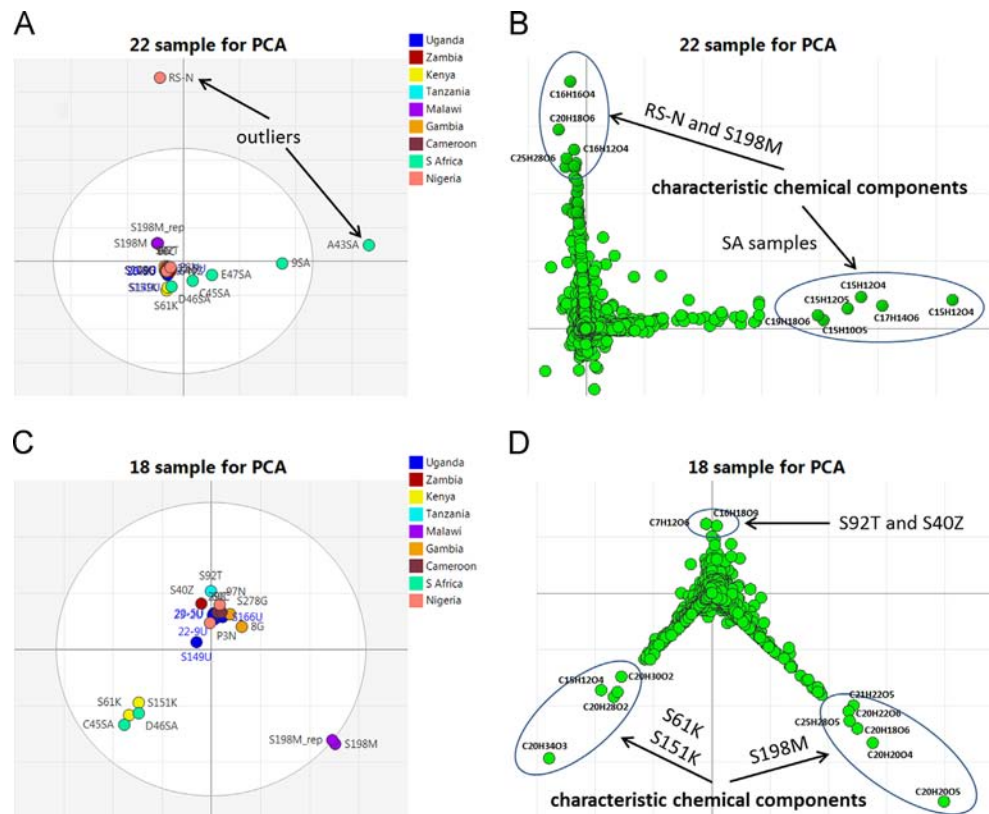 A
22 sample for PCA
RS-N
outliers
S198M_rep
S198M
A43SA
9SA
E47SA
C45SA
D46SA
S61K
Uganda
Zambia
Kenya
Tanzania
Malawi
Gambia
Cameroon
S Africa
Nigeria
B
22 sample for PCA
C16H16O4
C20H18O6
C16H12O4
C25H28O6
RS-N and S198M
characteristic chemical components
SA samples
C15H12O4
C15H12O5
C15H12O4
C17H14O6
C19H18O6
C15H10O5
C
18 sample for PCA
S92T
S40Z
97N
S278G
S166U
8G
22-9U
P3N
S149U
S61K
S151K
C45SA
D46SA
S198M_rep
S198M
Uganda
Zambia
Kenya
Tanzania
Malawi
Gambia
Cameroon
S Africa
Nigeria
D
18 sample for PCA
C16H18O9
C7H12O6
S92T and S40Z
C20H30O2
C15H12O4
C20H28O2
C20H34O3
S61K
S151K
S198M
C21H22O5
C20H22O6
C25H28O5
C20H18O6
C20H20O4
C20H20O5
characteristic chemical components